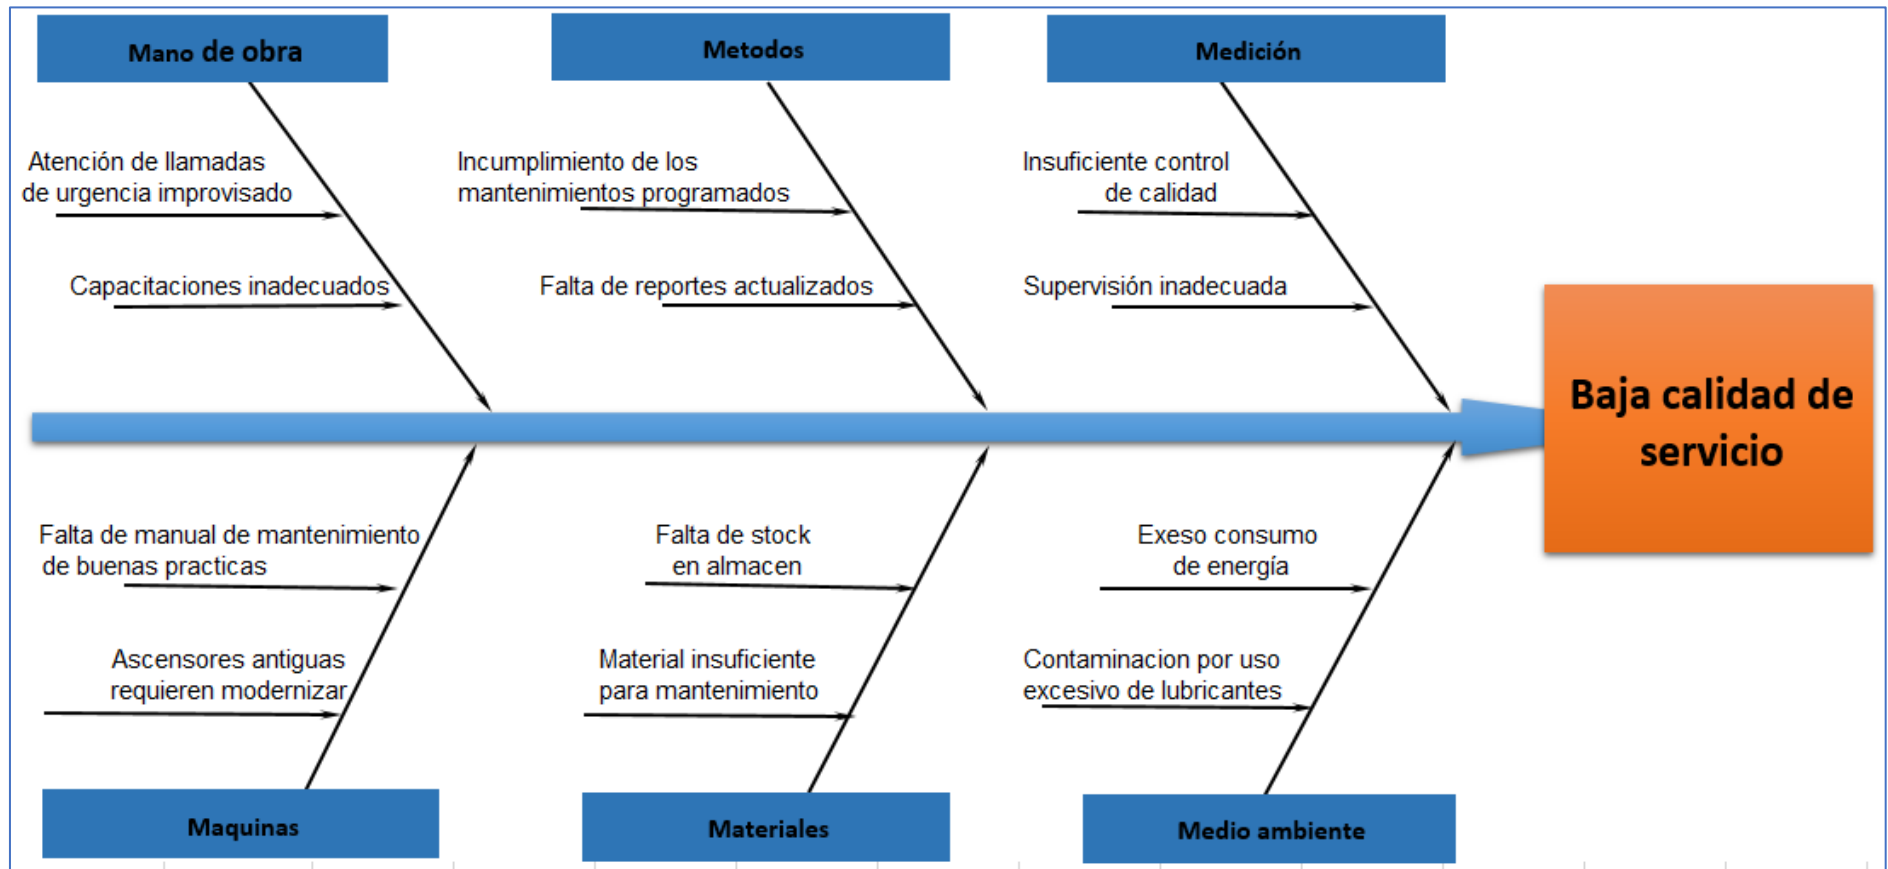 Mano de obra
Metodos
Medición
Atención de llamadas
de urgencia improvisado
Incumplimiento de los
mantenimientos programados
Insuficiente control
de calidad
Capacitaciones inadecuados
Falta de reportes actualizados
Supervisión inadecuada
Baja calidad de
servicio
Falta de manual de mantenimiento
de buenas practicas
Falta de stock
en almacen
Exeso consumo
de energía
Ascensores antiguas
requieren modernizar
Material insuficiente
para mantenimiento
Contaminacion por uso
excesivo de lubricantes
Maquinas
Materiales
Medio ambiente